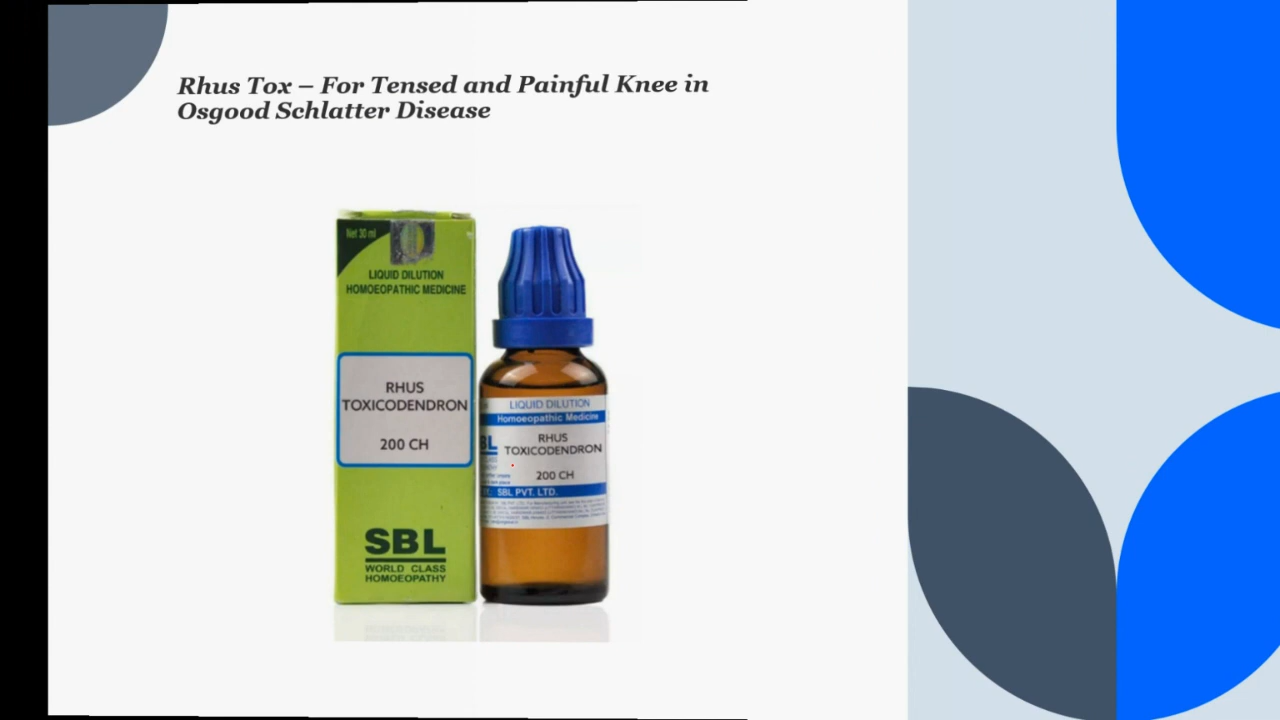 Rhus Tox – For Tensed and Painful Knee in
Osgood Schlatter Disease
Net 30 ml
LIQUID DILUTION
HOMOEOPATHIC MEDICINE
RHUS
TOXICODENDRON
200 CH
SBL
WORLD CLASS
HOMOEOPATHY
LIQUID DILUTION
Homoeopathic Medicine
BL
RHUS
TOXICODENDRON
200 CH
SBL PVT. LTD.